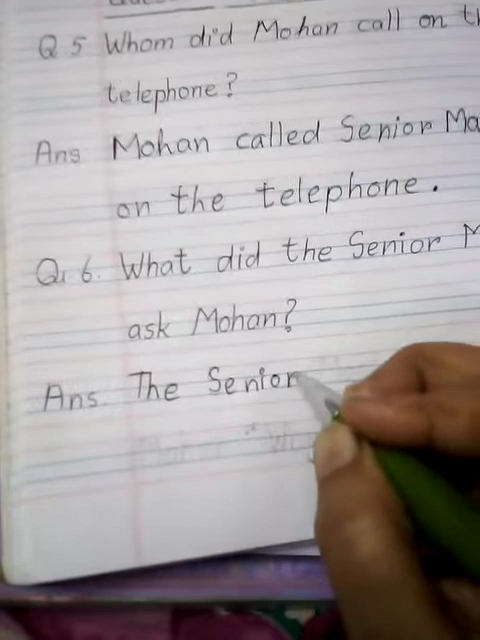 Q 5 Whom did Mohan call on
telephone?
Ans Mohan called Senior
on the telephone.
Q. 6. What did the Senior
ask Mohan?
Ans. The Senior